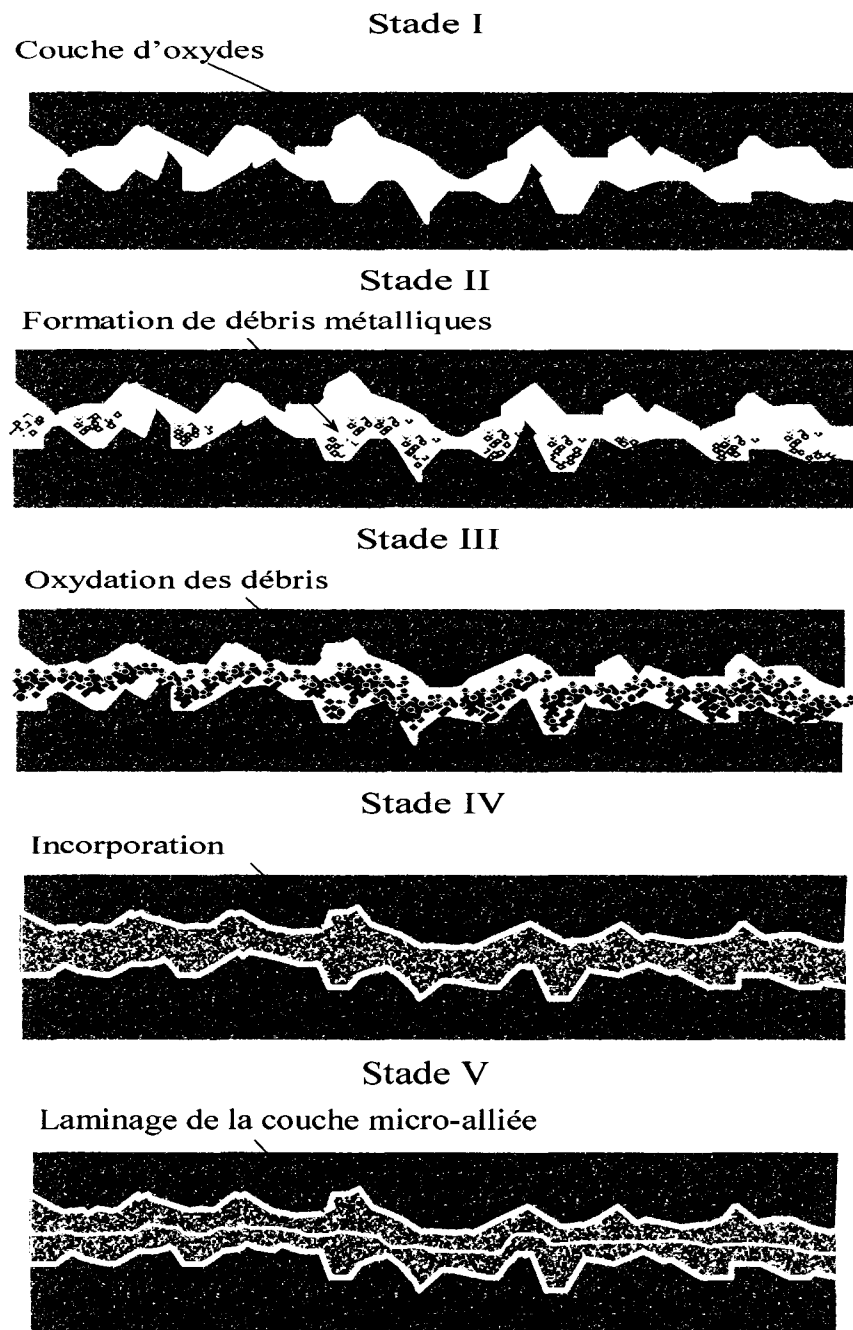 Stade I
Couche d'oxydes
Stade II
Formation de débris métalliques
Stade III
Oxydation des débris
Stade IV
Incorporation
Stade V
Laminage de la couche micro-alliée